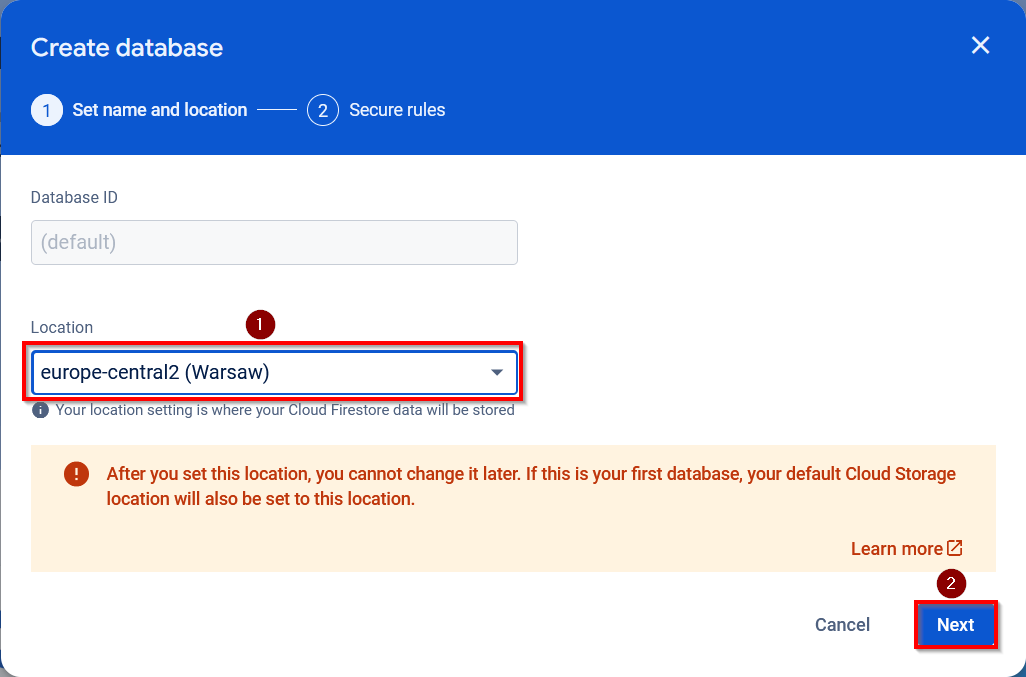 Create database
1 Set name and location 2 Secure rules
Database ID
(default)
1
Location
europe-central2 (Warsaw)
Your location setting is where your Cloud Firestore data will be stored
After you set this location, you cannot change it later. If this is your first database, your default Cloud Storage
location will also be set to this location.
Learn more
2
Cancel Next